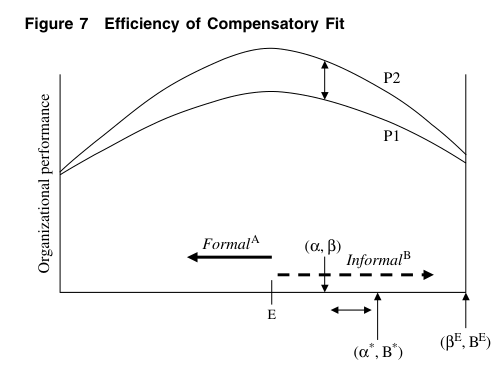 Figure 7 Efficiency of Compensatory Fit
P2
P1
Organizational performance
Formal^A
(α, β)
Informal^B
E
(α*, B*)
(β^E, B^E)